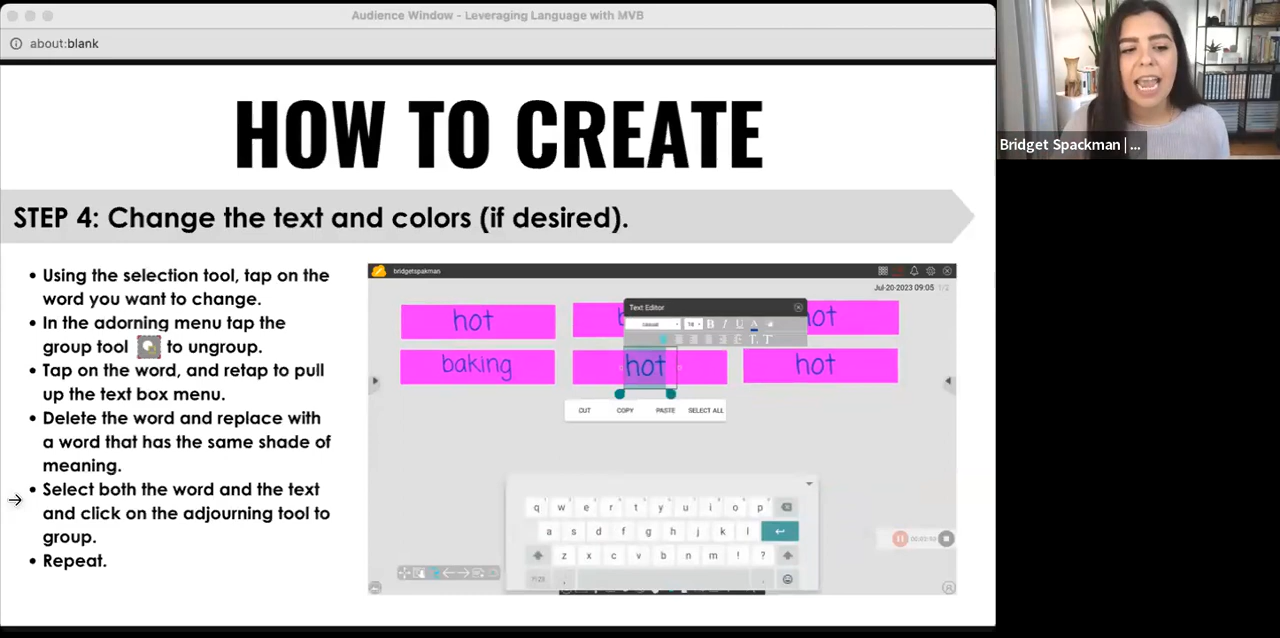 Audience Window - Leveraging Language with MVB
about:blank
Bridget Spackman | ...
HOW TO CREATE
STEP 4: Change the text and colors (if desired).
• Using the selection tool, tap on the
word you want to change.
• In the adorning menu tap the
group tool to ungroup.
• Tap on the word, and retap to pull
up the text box menu.
• Delete the word and replace with
a word that has the same shade of
meaning.
• Select both the word and the text
and click on the adjourning tool to
group.
• Repeat.
bridgetspakman
Jul-20-2023 09:05 1/2
Text Editor
B I U A
hot
b
hot
baking
hot
hot
CUT COPY PASTE SELECT ALL
q w e r t y u i o p
a s d f g h j k l
z x c v b n m ! ?
, .